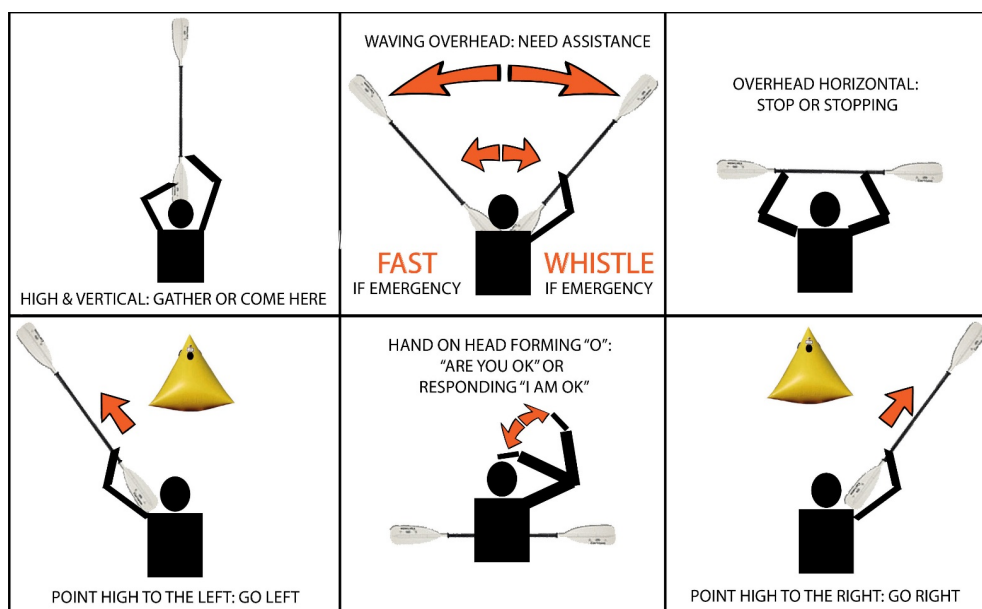 HIGH & VERTICAL: GATHER OR COME HERE
WAVING OVERHEAD: NEED ASSISTANCE
FAST
IF EMERGENCY
WHISTLE
IF EMERGENCY
OVERHEAD HORIZONTAL:
STOP OR STOPPING
POINT HIGH TO THE LEFT: GO LEFT
HAND ON HEAD FORMING “O”:
“ARE YOU OK” OR
RESPONDING “I AM OK”
POINT HIGH TO THE RIGHT: GO RIGHT